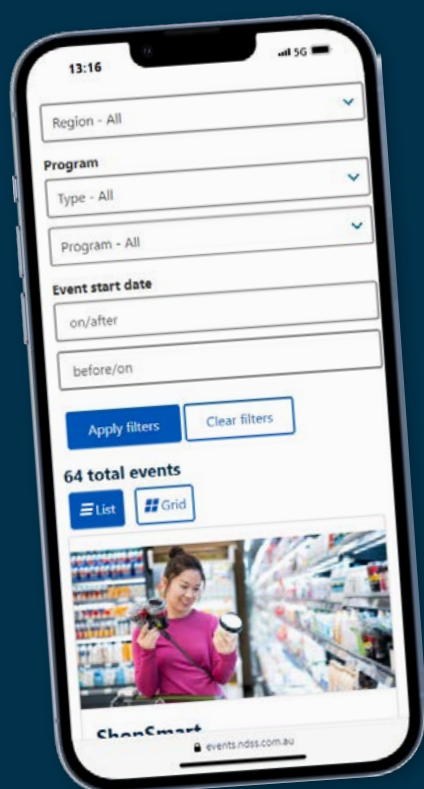 13:16 5G
Region - All
Program
Type - All
Program - All
Event start date
on/after
before/on
Apply filters Clear filters
64 total events
List Grid
ShopSmart
events.ndss.com.au